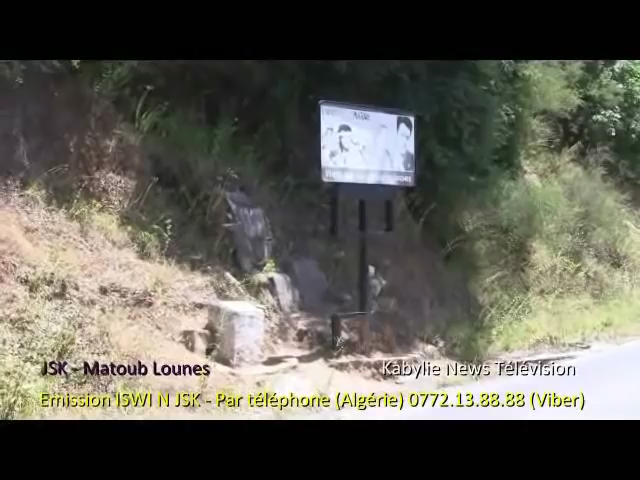 JSK - Matoub Lounes
Kabylie News Télévision
Emission ISWI N JSK - Par téléphone (Algérie) 0772.13.88.88 (Viber)